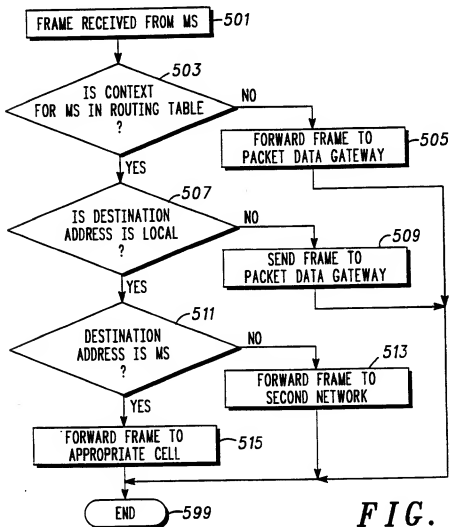 FRAME RECEIVED FROM MS
501
503
IS CONTEXT
FOR MS IN ROUTING TABLE
?
NO
FORWARD FRAME TO
PACKET DATA GATEWAY
505
YES
507
IS DESTINATION
ADDRESS IS LOCAL
?
NO
509
SEND FRAME TO
PACKET DATA GATEWAY
YES
511
DESTINATION
ADDRESS IS MS
?
NO
513
FORWARD FRAME TO
SECOND NETWORK
YES
FORWARD FRAME TO
APPROPRIATE CELL
515
END
599
FIG.